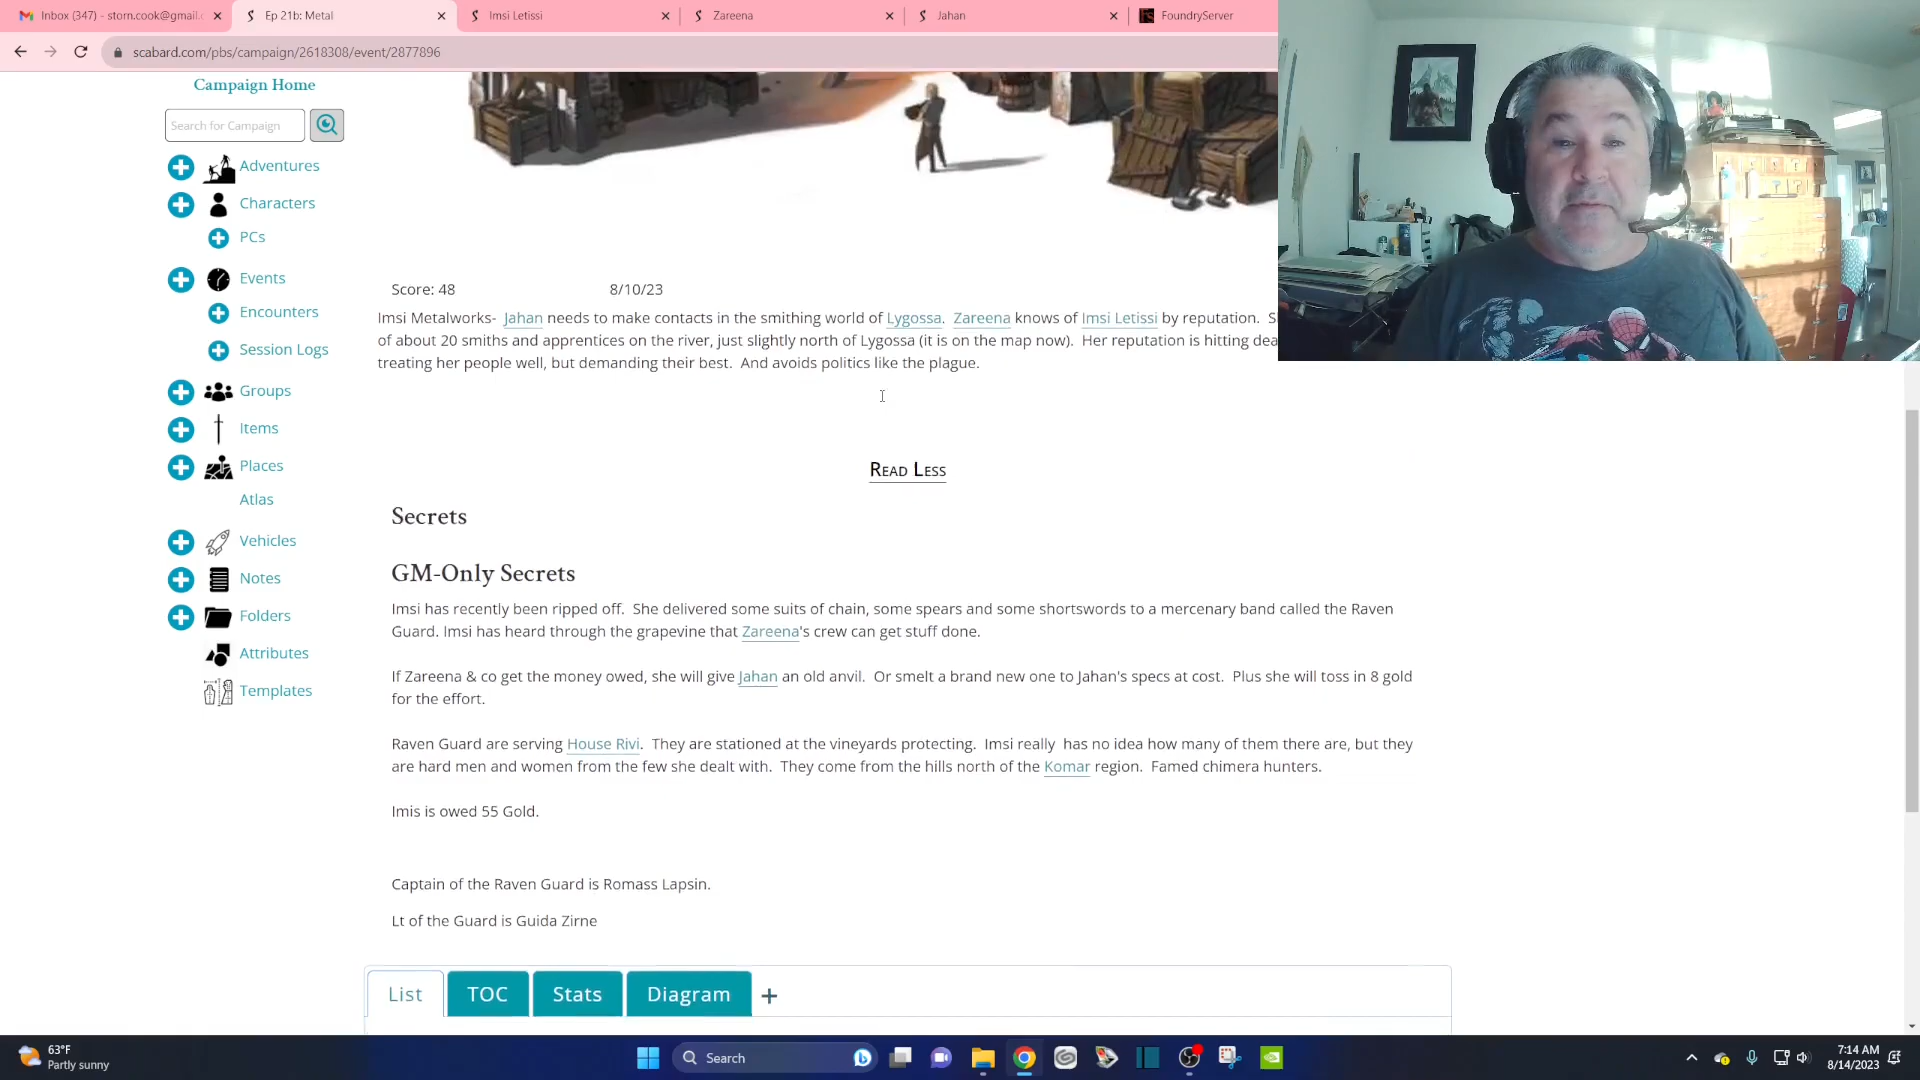 Inbox (347) - storn.cook@gmail.c
Ep 21b: Metal
Imsi Letissi
Zareena
Jahan
FoundryServer
scabard.com/pbs/campaign/2618308/event/2877896
Campaign Home
Search for Campaign
Adventures
Characters
PCs
Events
Encounters
Session Logs
Groups
Items
Places
Atlas
Vehicles
Notes
Folders
Attributes
Templates
Score: 48 8/10/23
Imsi Metalworks- Jahan needs to make contacts in the smithing world of Lygossa. Zareena knows of Imsi Letissi by reputation. S
of about 20 smiths and apprentices on the river, just slightly north of Lygossa (it is on the map now). Her reputation is hitting dea
treating her people well, but demanding their best. And avoids politics like the plague.
Read Less
Secrets
GM-Only Secrets
Imsi has recently been ripped off. She delivered some suits of chain, some spears and some shortswords to a mercenary band called the Raven
Guard. Imsi has heard through the grapevine that Zareena's crew can get stuff done.
If Zareena & co get the money owed, she will give Jahan an old anvil. Or smelt a brand new one to Jahan's specs at cost. Plus she will toss in 8 gold
for the effort.
Raven Guard are serving House Rivi. They are stationed at the vineyards protecting. Imsi really has no idea how many of them there are, but they
are hard men and women from the few she dealt with. They come from the hills north of the Komar region. Famed chimera hunters.
Imis is owed 55 Gold.
Captain of the Raven Guard is Romass Lapsin.
Lt of the Guard is Guida Zirne
List
TOC
Stats
Diagram
+
63°F
Partly sunny
Search
7:14 AM
8/14/2023